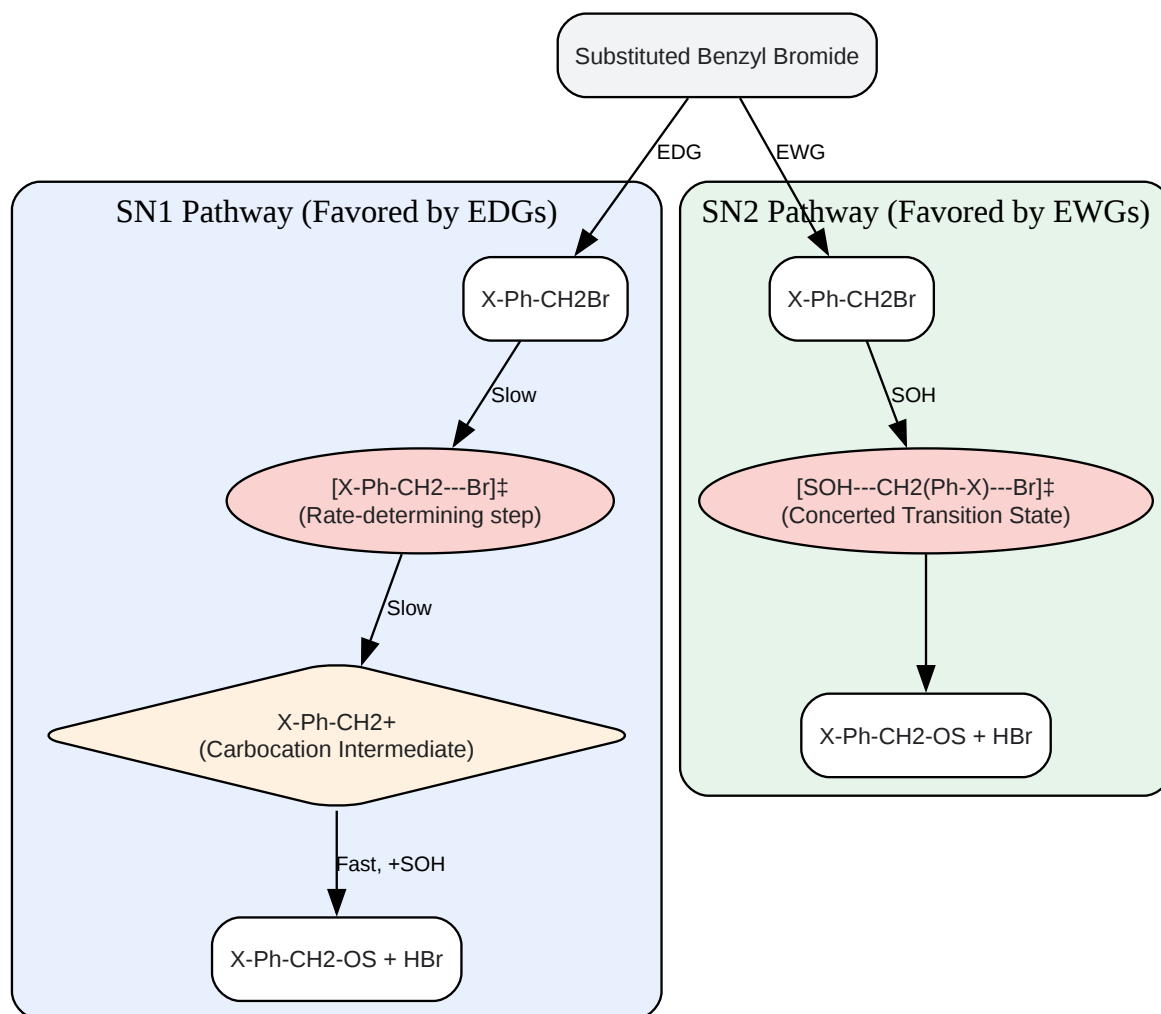 Substituted Benzyl Bromide
EDG
EWG
SN1 Pathway (Favored by EDGs)
X-Ph-CH2Br
Slow
[X-Ph-CH2---Br]‡
(Rate-determining step)
Slow
X-Ph-CH2+
(Carbocation Intermediate)
Fast, +SOH
X-Ph-CH2-OS + HBr
SN2 Pathway (Favored by EWGs)
X-Ph-CH2Br
SOH
[SOH---CH2(Ph-X)---Br]‡
(Concerted Transition State)
X-Ph-CH2-OS + HBr